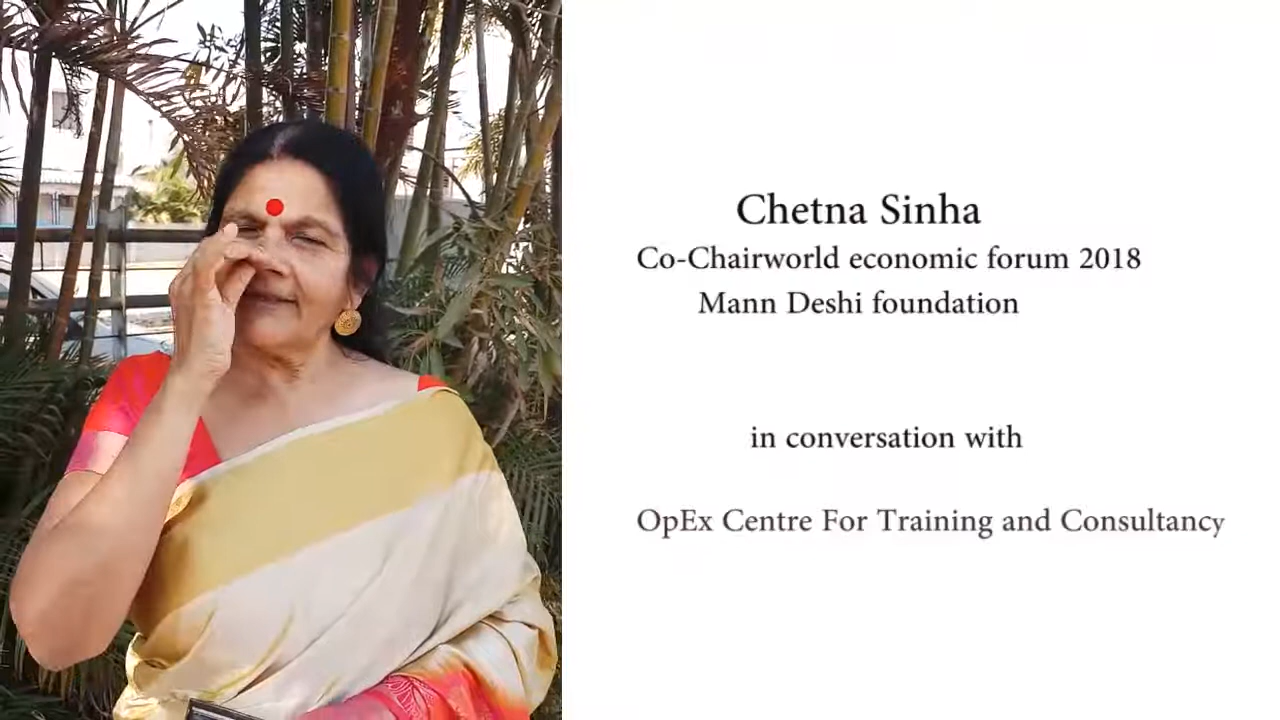 Chetna Sinha
Co-Chairworld economic forum 2018
Mann Deshi foundation
in conversation with
OpEx Centre For Training and Consultancy